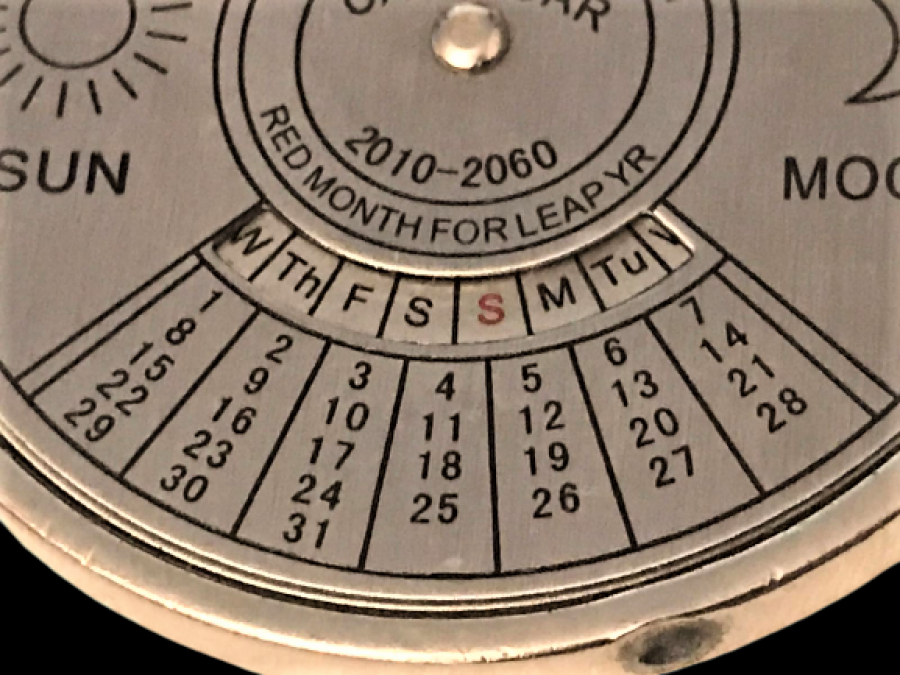 2010-2060
RED MONTH FOR LEAP YR
SUN
W Th F S S M Tu
1 2 3 4 5 6 7
8 9 10 11 12 13 14
15 16 17 18 19 20 21
22 23 24 25 26 27 28
29 30 31